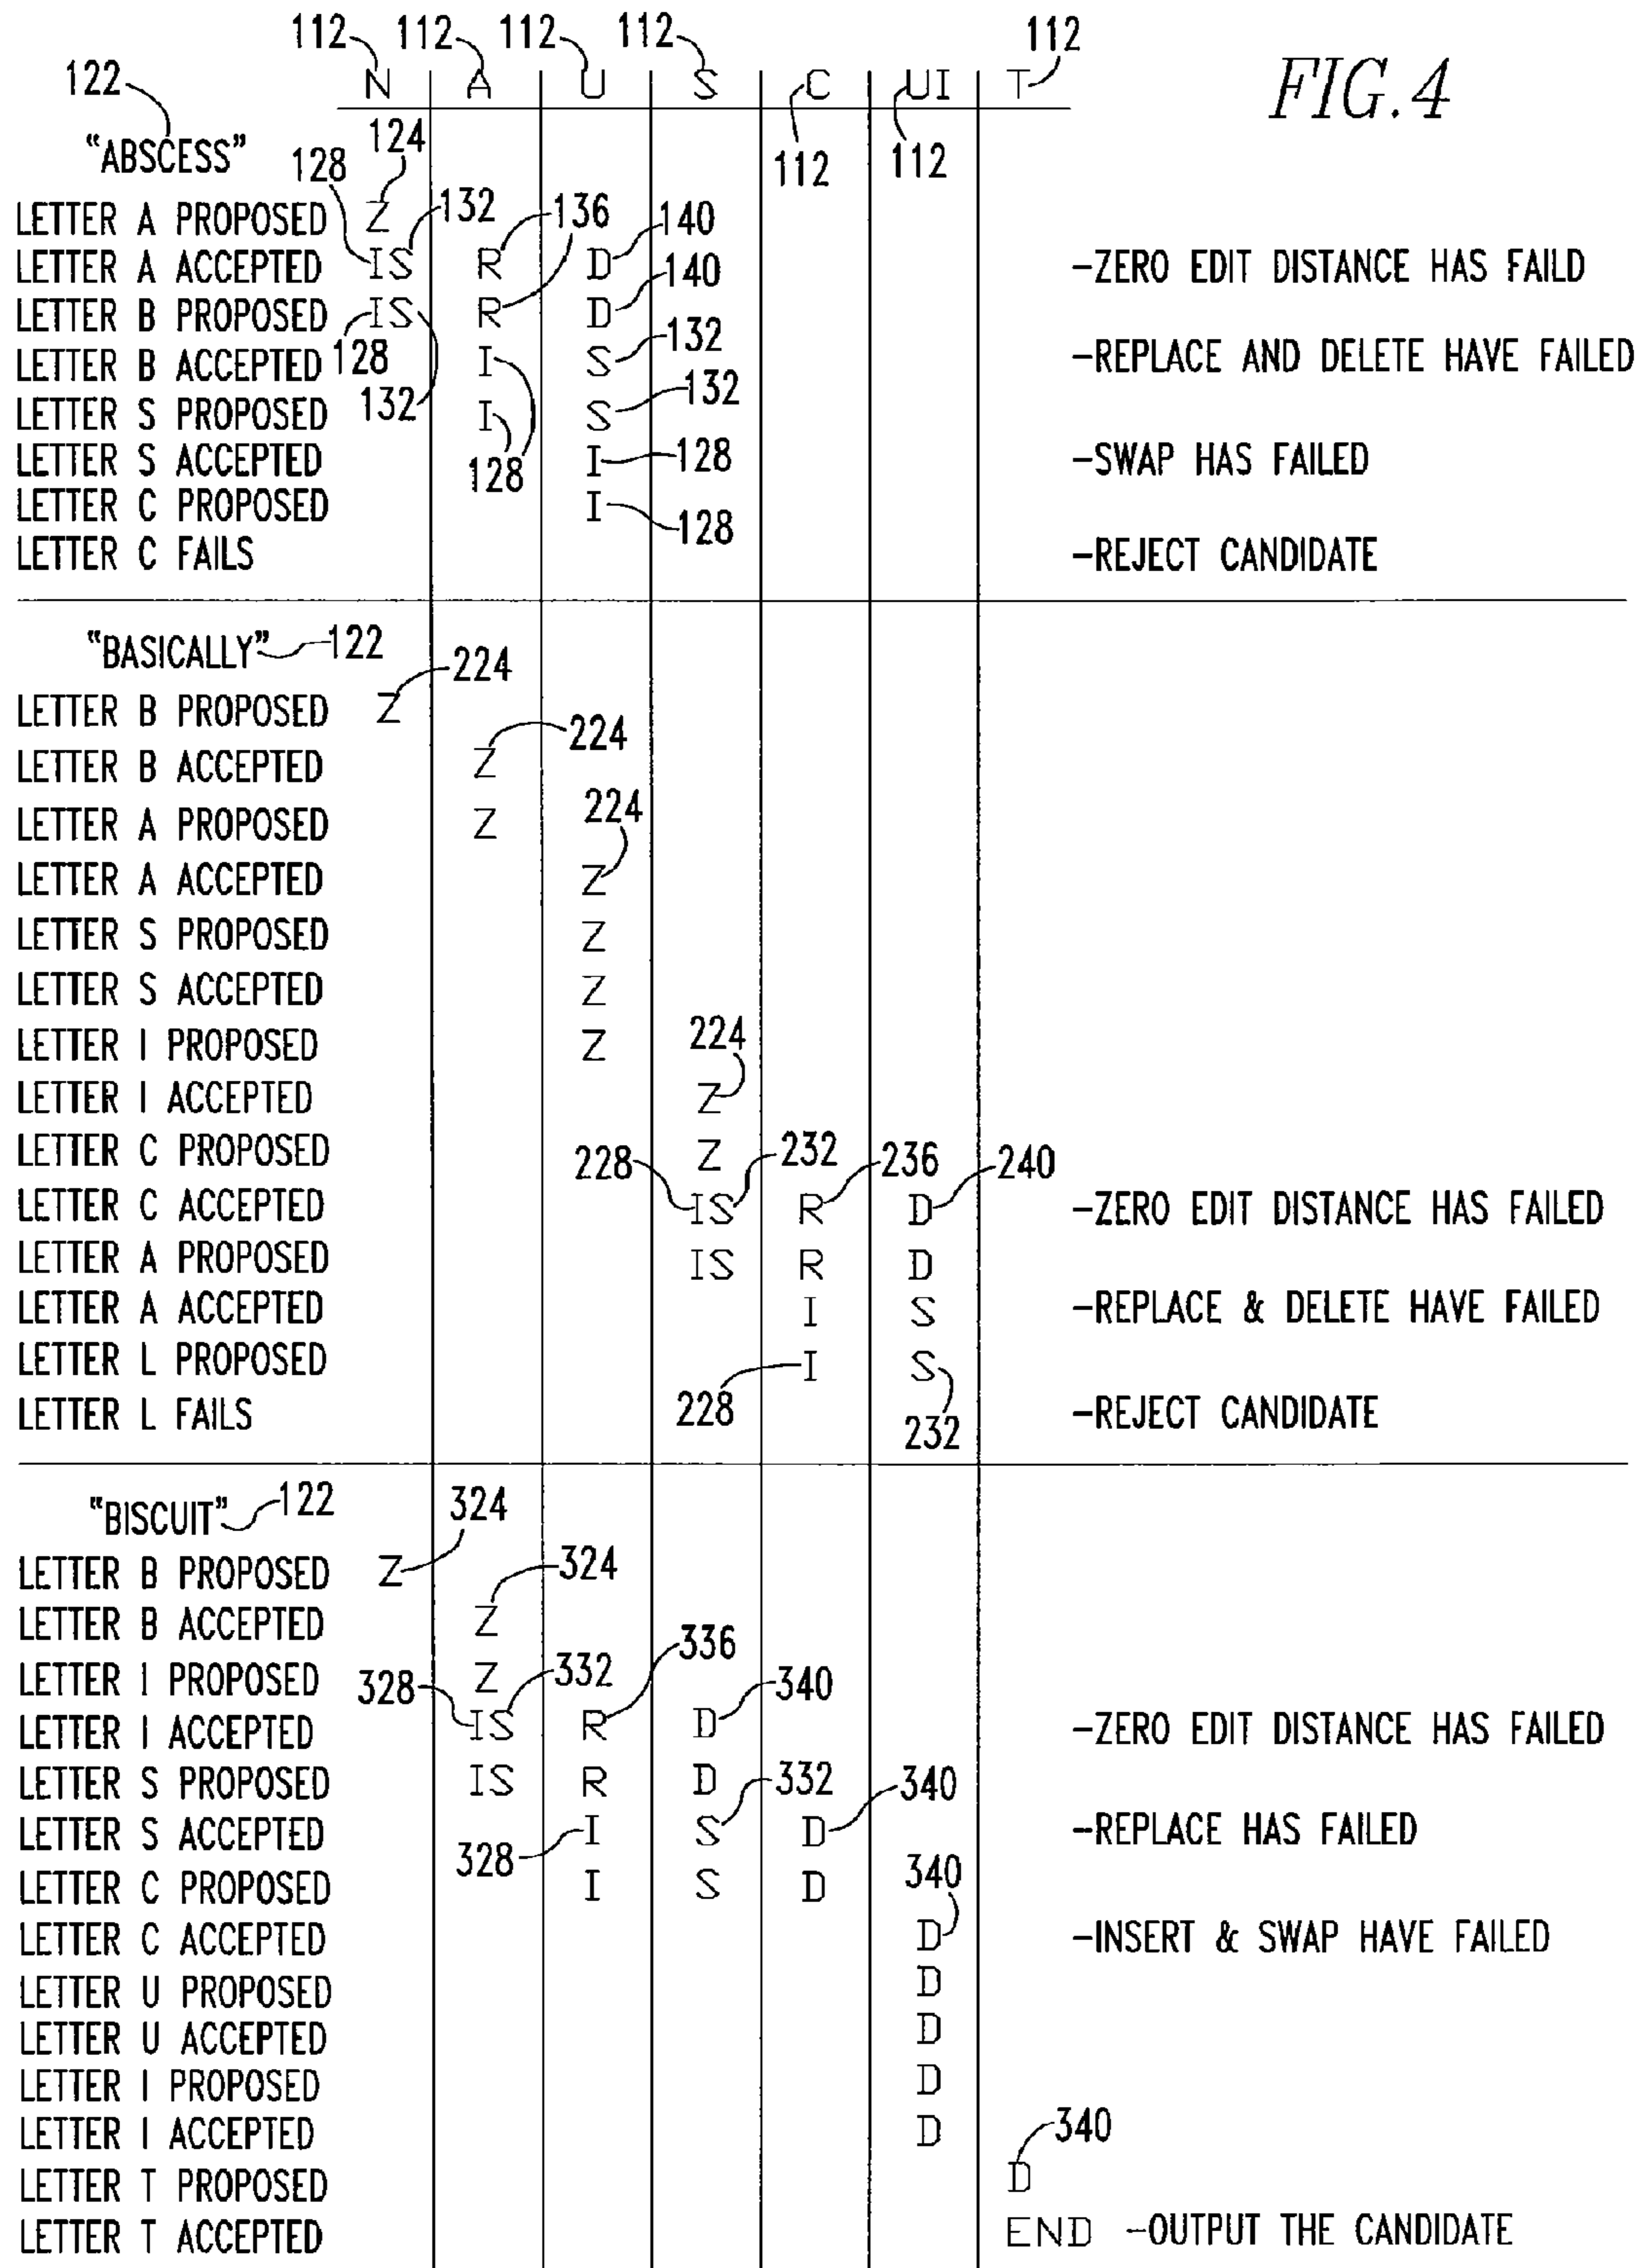 112 112 112 112 112
122 N A U S C UI T FIG.4
"ABSCESS" 128 124 112 112
LETTER A PROPOSED Z 132 136 140
LETTER A ACCEPTED IS R D -ZERO EDIT DISTANCE HAS FAILD
LETTER B PROPOSED IS R D 140
LETTER B ACCEPTED 128 I S 132 -REPLACE AND DELETE HAVE FAILED
LETTER S PROPOSED 132 I S 132
LETTER S ACCEPTED 128 I 128 -SWAP HAS FAILED
LETTER C PROPOSED I 128
LETTER C FAILS -REJECT CANDIDATE
"BASICALLY" 122
224
LETTER B PROPOSED Z
LETTER B ACCEPTED Z 224
LETTER A PROPOSED Z 224
LETTER A ACCEPTED Z
LETTER S PROPOSED Z
LETTER S ACCEPTED Z
LETTER I PROPOSED Z 224
LETTER I ACCEPTED Z
LETTER C PROPOSED 228 Z 232 236 240
LETTER C ACCEPTED IS R D -ZERO EDIT DISTANCE HAS FAILED
LETTER A PROPOSED IS R D
LETTER A ACCEPTED I S -REPLACE & DELETE HAVE FAILED
LETTER L PROPOSED I S
LETTER L FAILS 228 232 -REJECT CANDIDATE
"BISCUIT" 122 324
LETTER B PROPOSED Z 324
LETTER B ACCEPTED Z 336
LETTER I PROPOSED 328 Z 332 340
LETTER I ACCEPTED IS R D -ZERO EDIT DISTANCE HAS FAILED
LETTER S PROPOSED IS R D 332 340
LETTER S ACCEPTED 328 I S D -REPLACE HAS FAILED
LETTER C PROPOSED I S D 340
LETTER C ACCEPTED D -INSERT & SWAP HAVE FAILED
LETTER U PROPOSED D
LETTER U ACCEPTED D
LETTER I PROPOSED D
LETTER I ACCEPTED D 340
LETTER T PROPOSED D
LETTER T ACCEPTED END -OUTPUT THE CANDIDATE